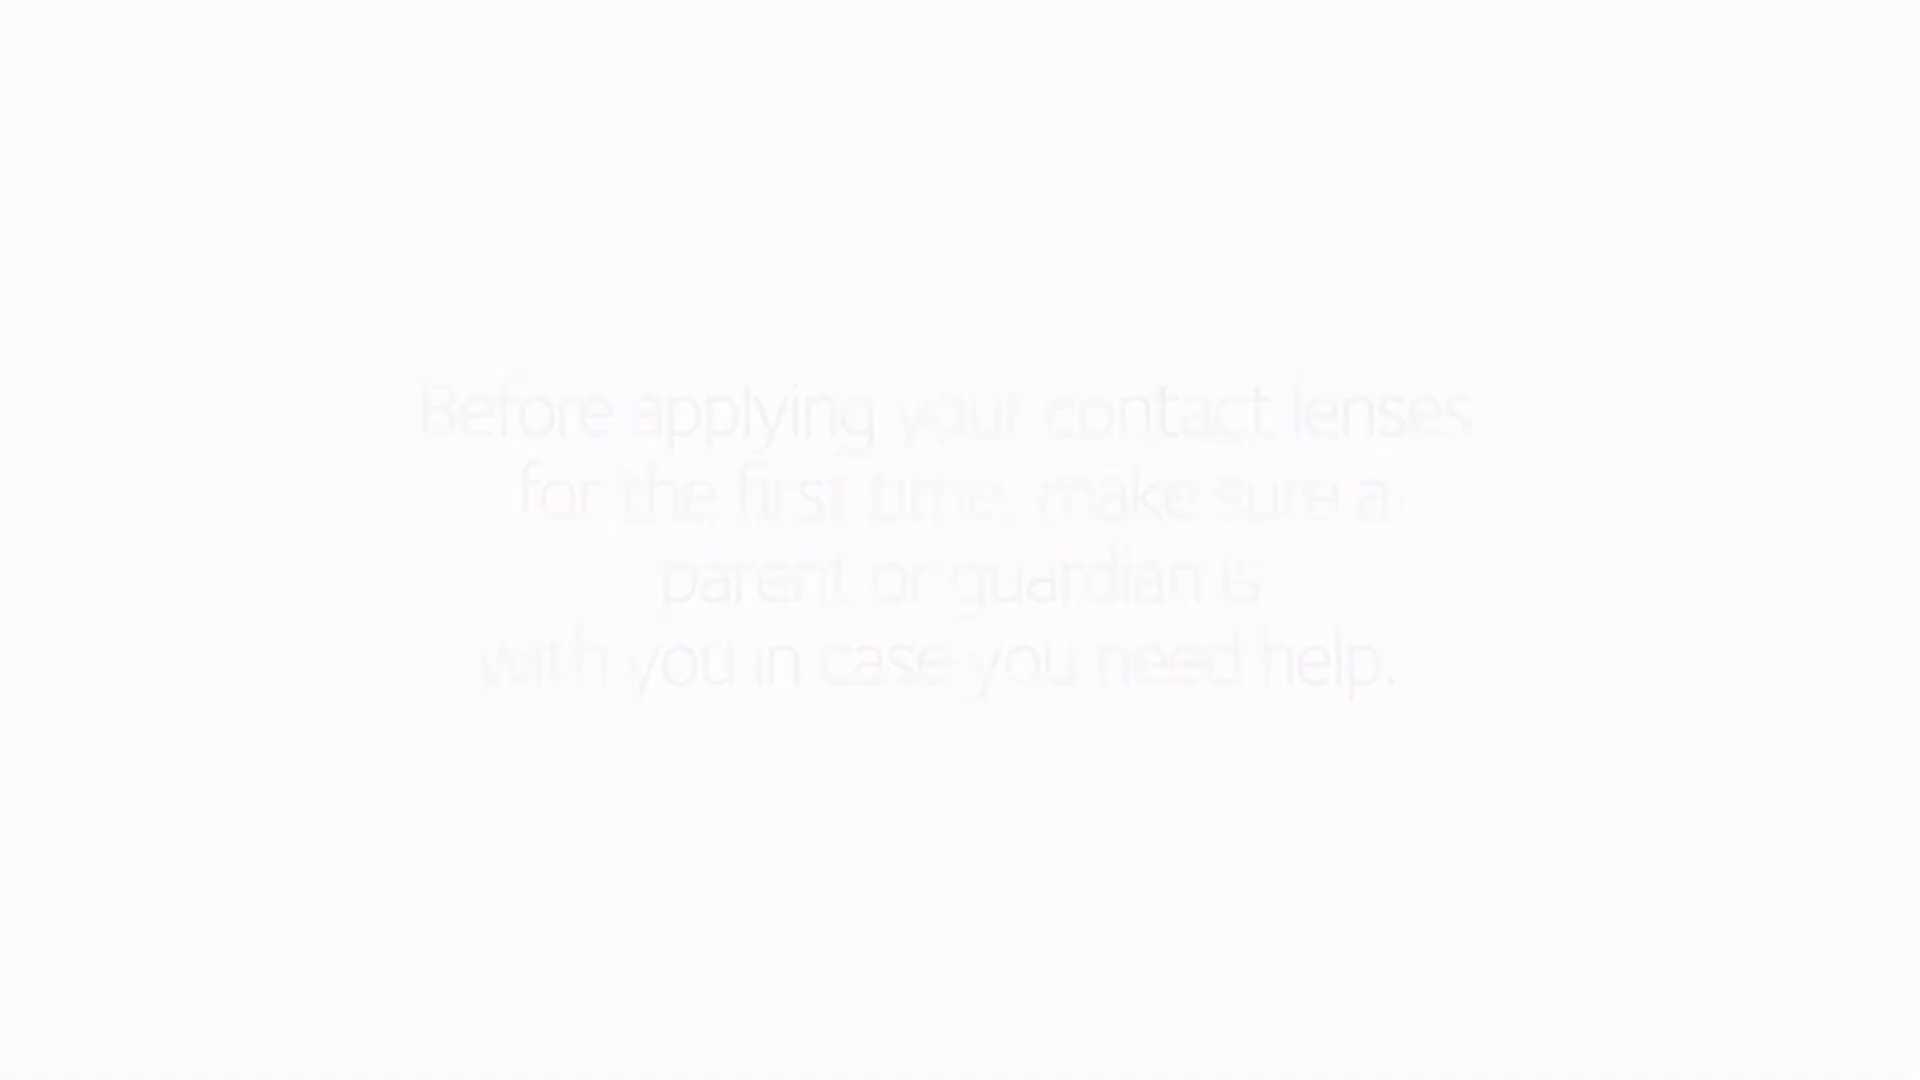 Before applying your contact lenses
for the first time, make sure a
parent or guardian is
with you in case you need help.